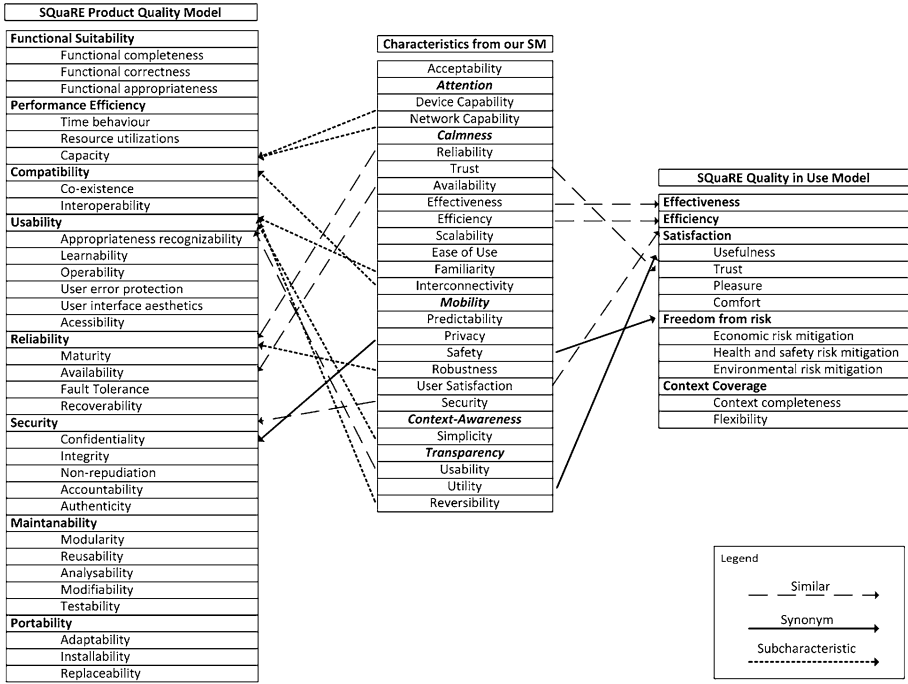 SQuaRE Product Quality Model
Functional Suitability
Functional completeness
Functional correctness
Functional appropriateness
Performance Efficiency
Time behaviour
Resource utilizations
Capacity
Compatibility
Co-existence
Interoperability
Usability
Appropriateness recognizability
Learnability
Operability
User error protection
User interface aesthetics
Acessibility
Reliability
Maturity
Availability
Fault Tolerance
Recoverability
Security
Confidentiality
Integrity
Non-repudiation
Accountability
Authenticity
Maintanability
Modularity
Reusability
Analysability
Modifiability
Testability
Portability
Adaptability
Installability
Replaceability
Characteristics from our SM
Acceptability
Attention
Device Capability
Network Capability
Calmness
Reliability
Trust
Availability
Effectiveness
Efficiency
Scalability
Ease of Use
Familiarity
Interconnectivity
Mobility
Predictability
Privacy
Safety
Robustness
User Satisfaction
Security
Context-Awareness
Simplicity
Transparency
Usability
Utility
Reversibility
SQuaRE Quality in Use Model
Effectiveness
Efficiency
Satisfaction
Usefulness
Trust
Pleasure
Comfort
Freedom from risk
Economic risk mitigation
Health and safety risk mitigation
Environmental risk mitigation
Context Coverage
Context completeness
Flexibility
Legend
Similar
Synonym
Subcharacteristic